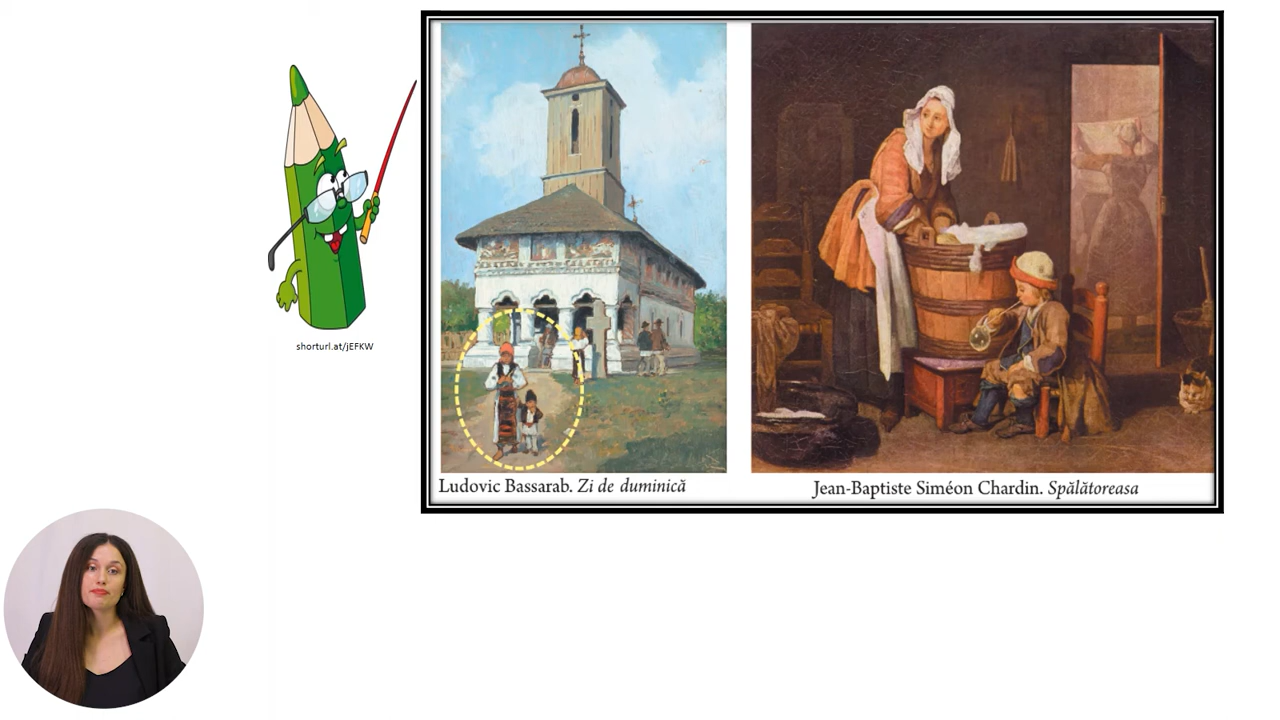 shorturl.at/jEFKW
Ludovic Bassarab. Zi de duminică
Jean-Baptiste Siméon Chardin. Spălătoreasa